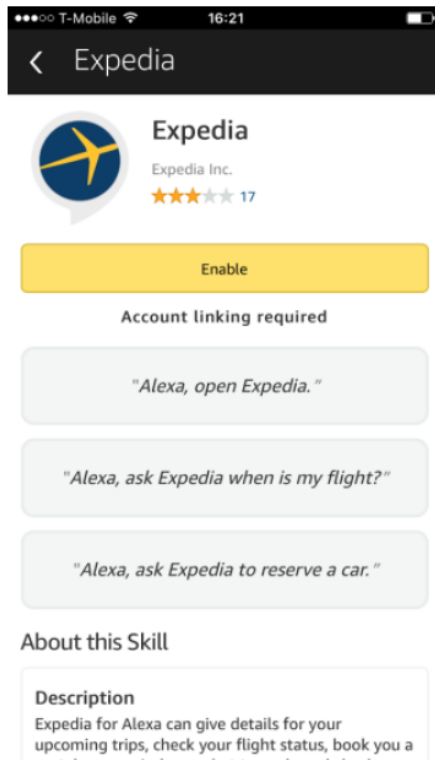 T-Mobile 16:21
Expedia
Expedia
Expedia Inc.
17
Enable
Account linking required
"Alexa, open Expedia."
"Alexa, ask Expedia when is my flight?"
"Alexa, ask Expedia to reserve a car."
About this Skill
Description
Expedia for Alexa can give details for your
upcoming trips, check your flight status, book you a